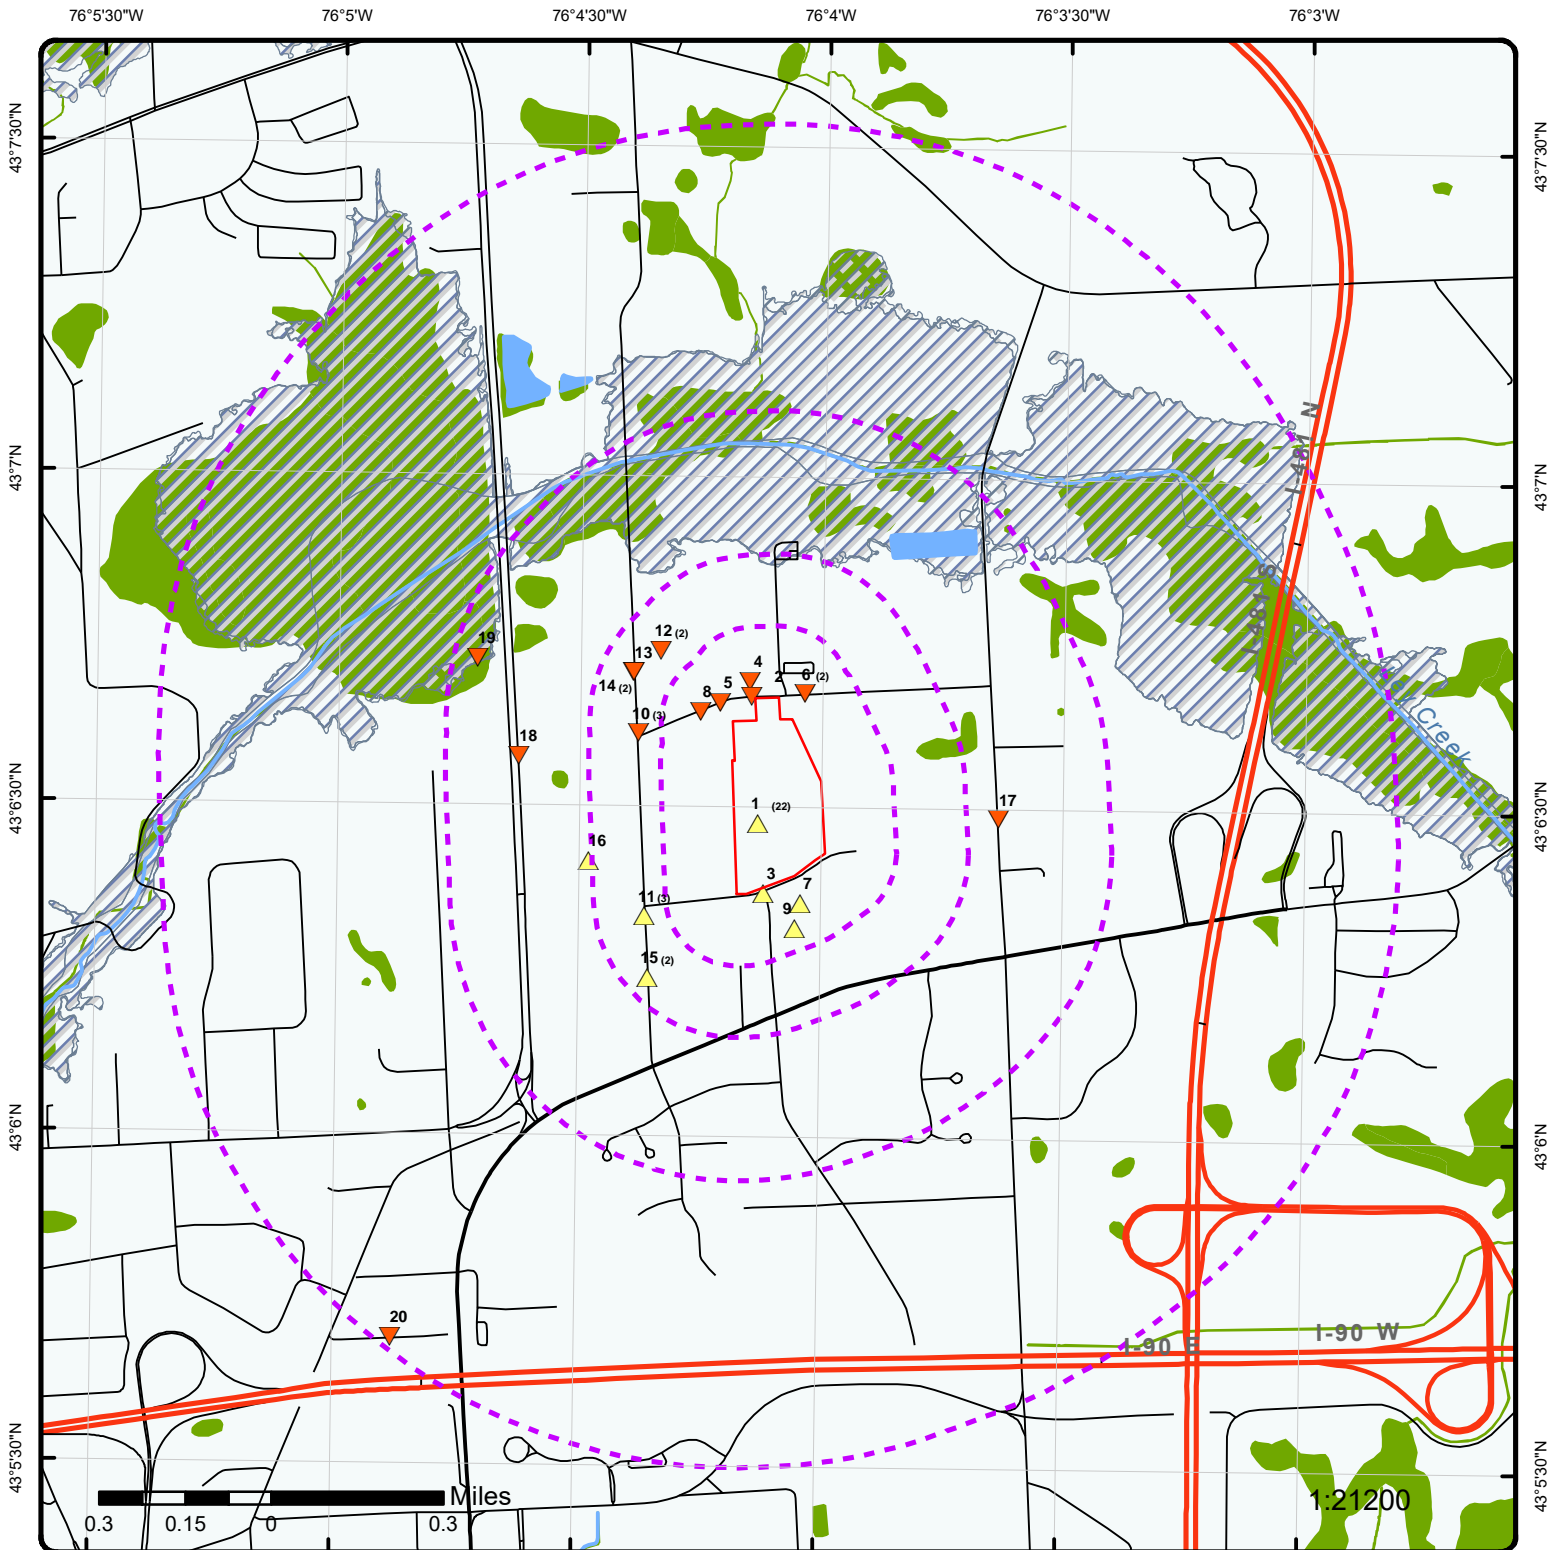 76°5'30"W 76°5'W 76°4'30"W 76°4'W 76°3'30"W 76°3'W
43°7'30"N 43°7'30"N
I-481 N
43°7'N 43°7'N
I-481 S
19
12 (2)
13
4
14 (2)
8 5 2 6 (2)
10 (3)
18
Creek
43°6'30"N 43°6'30"N
1 (22)
17
16
3
7
11 (3)
9
15 (2)
43°6'N 43°6'N
20
I-90 E I-90 W
43°5'30"N 43°5'30"N
Miles
0.3 0.15 0 0.3
1:21200